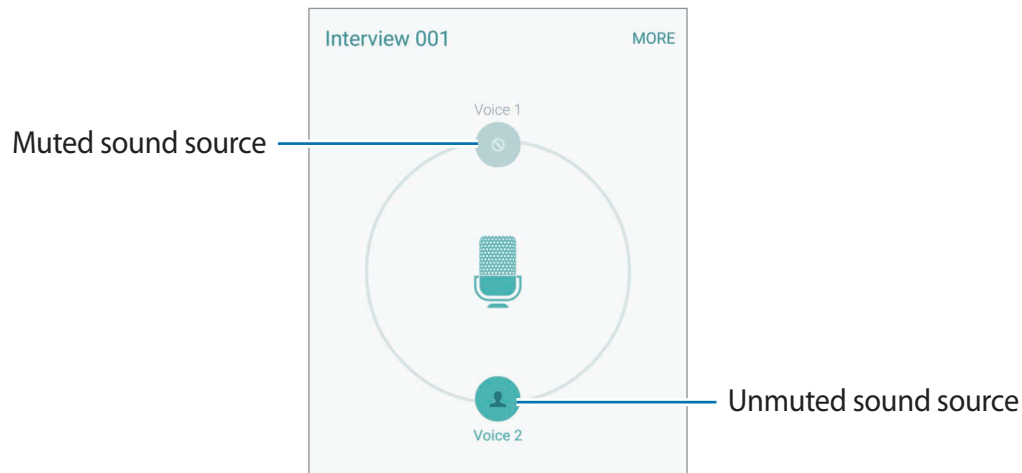 Interview 001
MORE
Voice 1
Muted sound source
Unmuted sound source
Voice 2